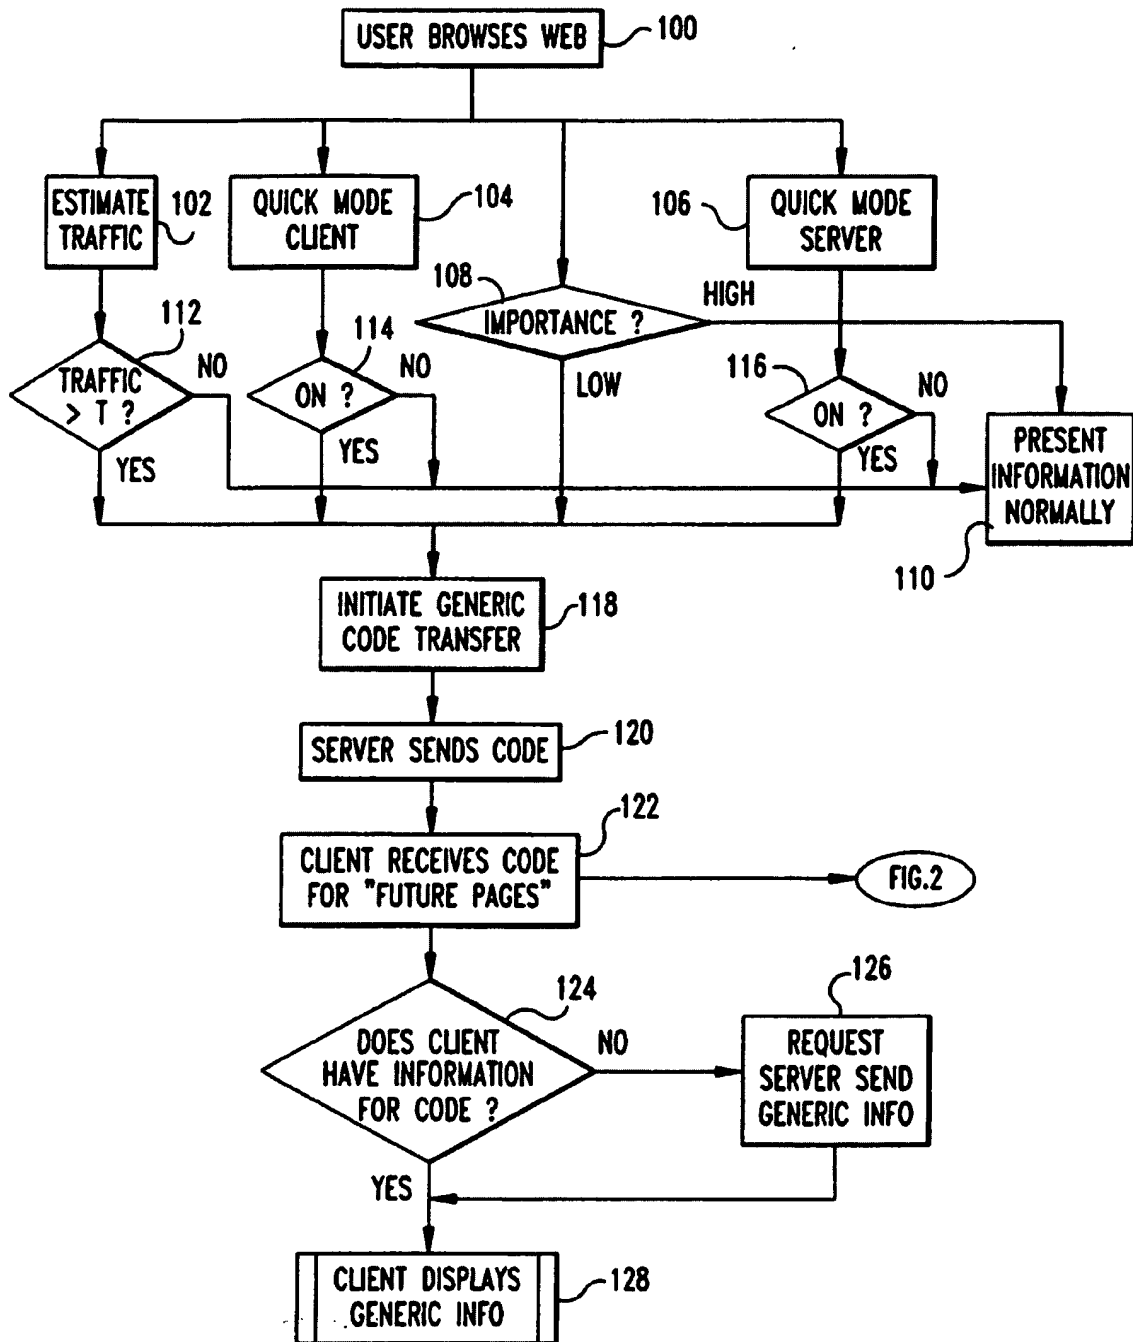 USER BROWSES WEB
100
ESTIMATE
TRAFFIC
102
QUICK MODE
CLIENT
104
106
QUICK MODE
SERVER
108
IMPORTANCE ?
HIGH
LOW
112
TRAFFIC
> T ?
NO
YES
114
ON ?
NO
YES
116
ON ?
NO
YES
PRESENT
INFORMATION
NORMALLY
110
INITIATE GENERIC
CODE TRANSFER
118
SERVER SENDS CODE
120
122
CLIENT RECEIVES CODE
FOR "FUTURE PAGES"
FIG.2
124
DOES CLIENT
HAVE INFORMATION
FOR CODE ?
NO
YES
126
REQUEST
SERVER SEND
GENERIC INFO
CLIENT DISPLAYS
GENERIC INFO
128